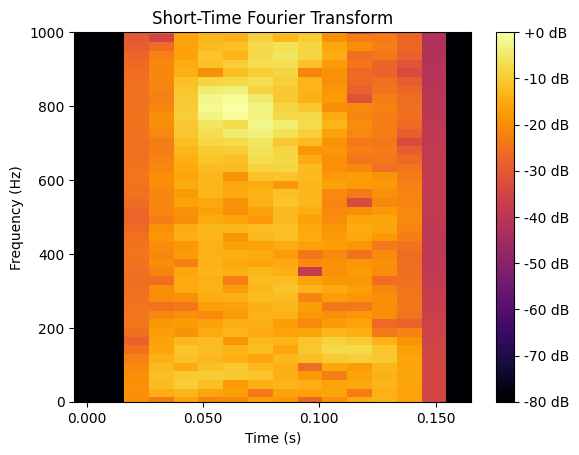 Short-Time Fourier Transform
1000
800
600
400
200
0
Frequency (Hz)
0.000
0.050
0.100
0.150
Time (s)
+0 dB
-10 dB
-20 dB
-30 dB
-40 dB
-50 dB
-60 dB
-70 dB
-80 dB